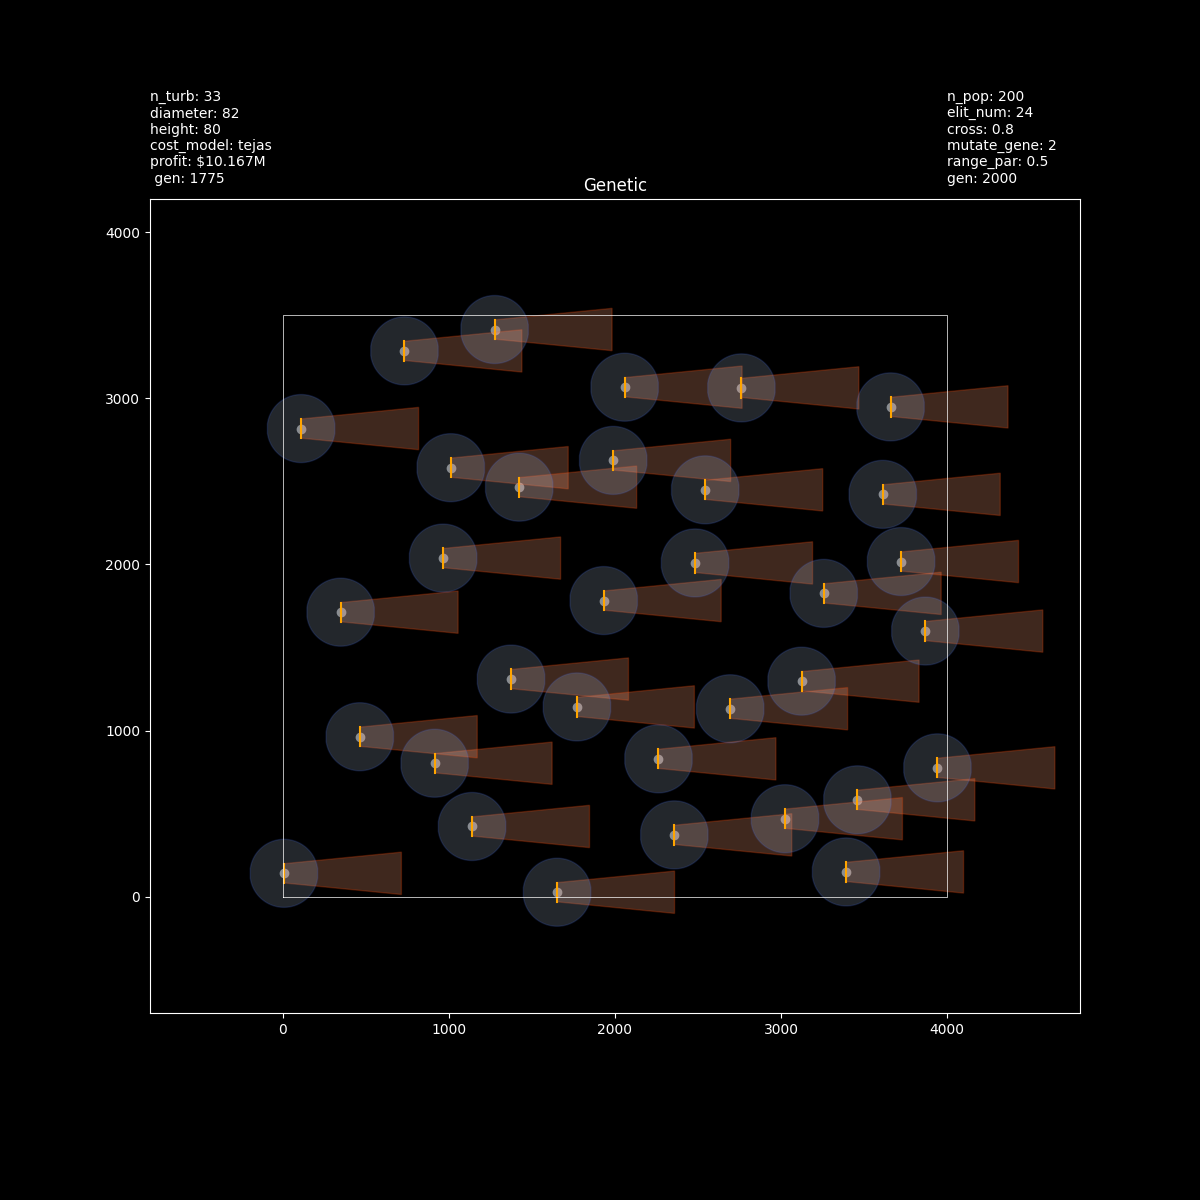 n_turb: 33
diameter: 82
height: 80
cost_model: tejas
profit: $10.167M
gen: 1775
n_pop: 200
elit_num: 24
cross: 0.8
mutate_gene: 2
range_par: 0.5
gen: 2000
Genetic
4000
3000
2000
1000
0
0
1000
2000
3000
4000